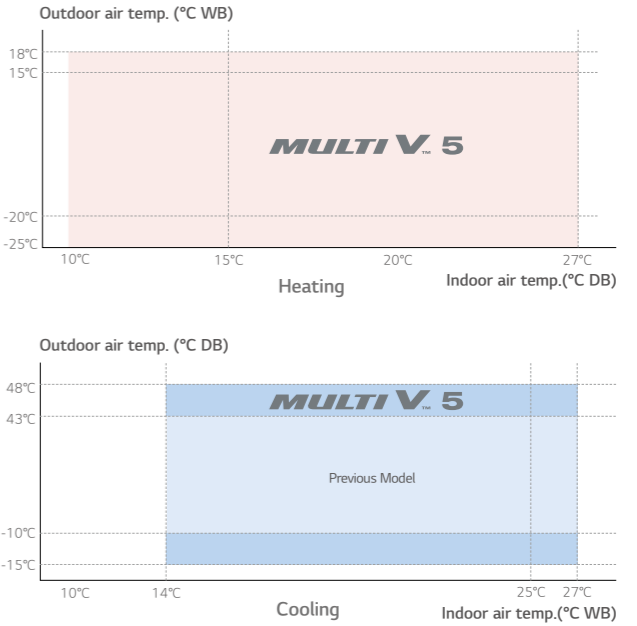 Outdoor air temp. (°C WB)
18℃
15℃
MULTI V™ 5
-20℃
-25℃
10℃ 15℃ 20℃ 27℃
Heating
Indoor air temp.(°C DB)
Outdoor air temp. (°C DB)
48℃
MULTI V™ 5
43℃
Previous Model
-10℃
-15℃
10℃ 14℃ 25℃ 27℃
Cooling
Indoor air temp.(°C WB)